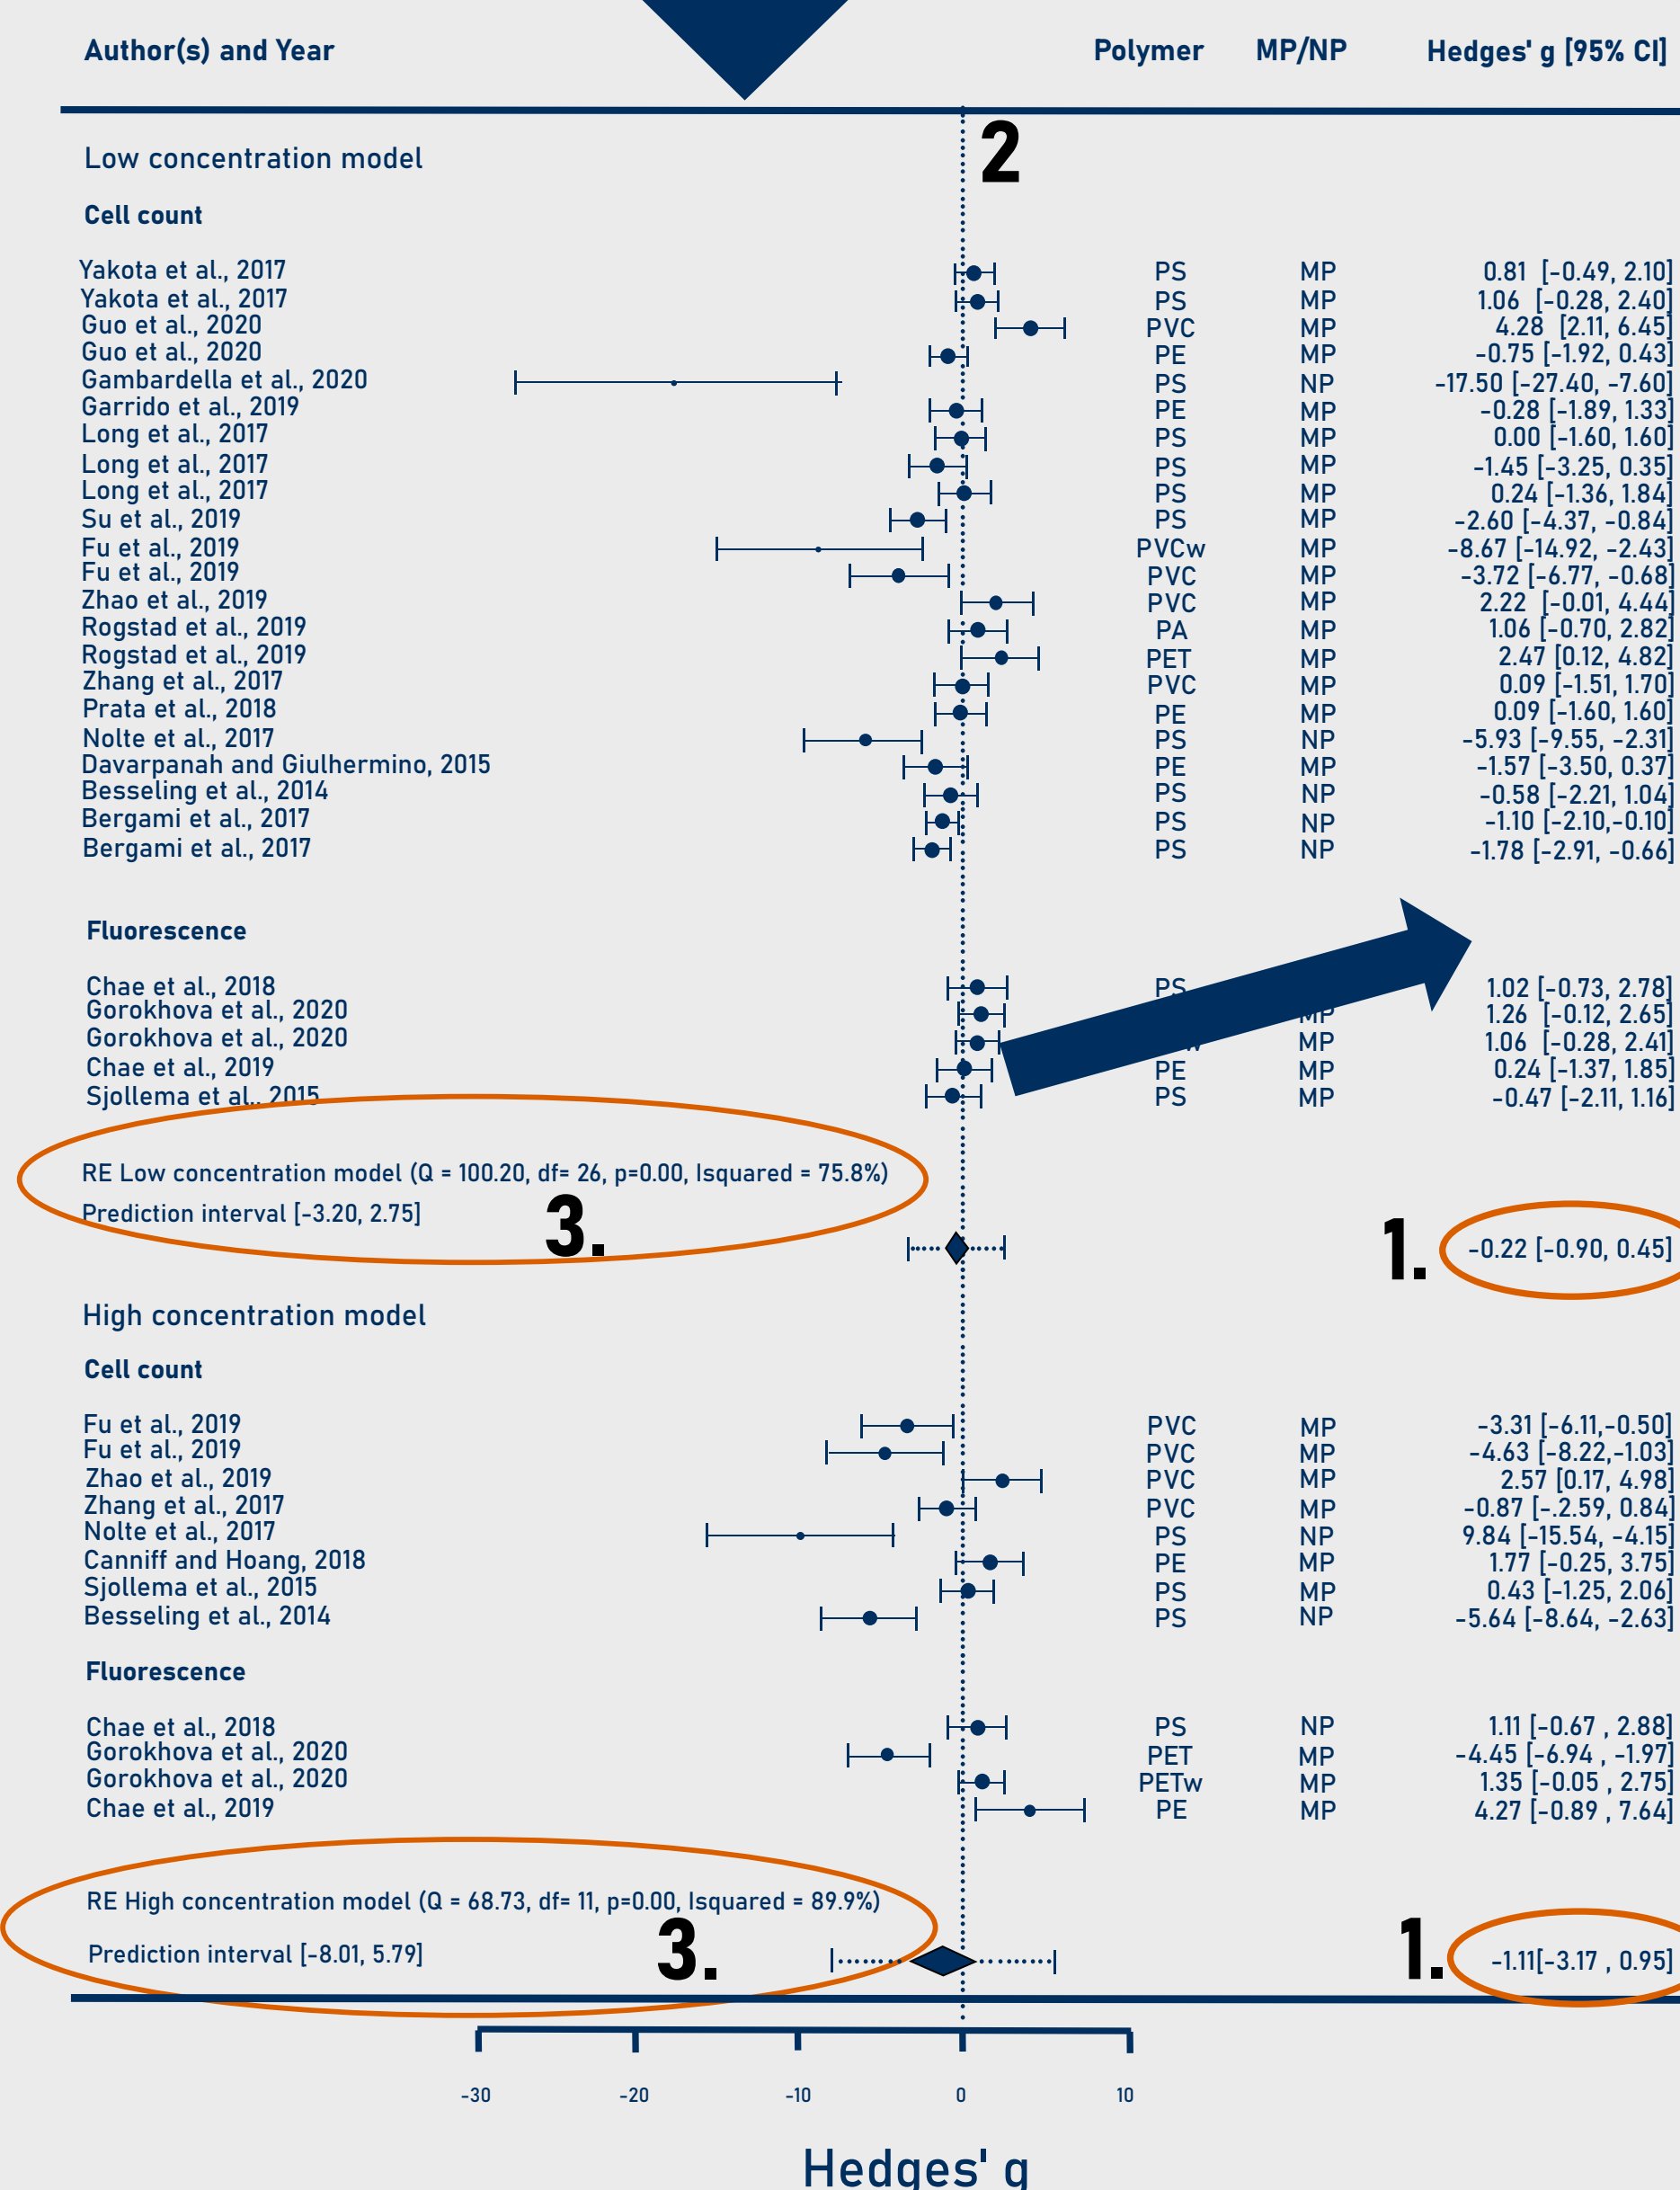 Author(s) and Year Polymer MP/NP Hedges' g [95% CI]
2
Low concentration model
Cell count
Yakota et al., 2017 PS MP 0.81 [-0.49, 2.10]
Yakota et al., 2017 PS MP 1.06 [-0.28, 2.40]
Guo et al., 2020 PVC MP 4.28 [2.11, 6.45]
Guo et al., 2020 PE MP -0.75 [-1.92, 0.43]
Gambardella et al., 2020 PS NP -17.50 [-27.40, -7.60]
Garrido et al., 2019 PE MP -0.28 [-1.89, 1.33]
Long et al., 2017 PS MP 0.00 [-1.60, 1.60]
Long et al., 2017 PS MP -1.45 [-3.25, 0.35]
Long et al., 2017 PS MP 0.24 [-1.36, 1.84]
Su et al., 2019 PS MP -2.60 [-4.37, -0.84]
Fu et al., 2019 PVCw MP -8.67 [-14.92, -2.43]
Fu et al., 2019 PVC MP -3.72 [-6.77, -0.68]
Zhao et al., 2019 PVC MP 2.22 [-0.01, 4.44]
Rogstad et al., 2019 PA MP 1.06 [-0.70, 2.82]
Rogstad et al., 2019 PET MP 2.47 [0.12, 4.82]
Zhang et al., 2017 PVC MP 0.09 [-1.51, 1.70]
Prata et al., 2018 PE MP 0.09 [-1.60, 1.60]
Nolte et al., 2017 PS NP -5.93 [-9.55, -2.31]
Davarpanah and Giulhermino, 2015 PE MP -1.57 [-3.50, 0.37]
Besseling et al., 2014 PS NP -0.58 [-2.21, 1.04]
Bergami et al., 2017 PS NP -1.10 [-2.10,-0.10]
Bergami et al., 2017 PS NP -1.78 [-2.91, -0.66]
Fluorescence
Chae et al., 2018 PS 1.02 [-0.73, 2.78]
Gorokhova et al., 2020 MP 1.26 [-0.12, 2.65]
Gorokhova et al., 2020 MP 1.06 [-0.28, 2.41]
Chae et al., 2019 PE MP 0.24 [-1.37, 1.85]
Sjollema et al., 2015 PS MP -0.47 [-2.11, 1.16]
RE Low concentration model (Q = 100.20, df= 26, p=0.00, Isquared = 75.8%)
Prediction interval [-3.20, 2.75]
3.
1. -0.22 [-0.90, 0.45]
High concentration model
Cell count
Fu et al., 2019 PVC MP -3.31 [-6.11,-0.50]
Fu et al., 2019 PVC MP -4.63 [-8.22,-1.03]
Zhao et al., 2019 PVC MP 2.57 [0.17, 4.98]
Zhang et al., 2017 PVC MP -0.87 [-.2.59, 0.84]
Nolte et al., 2017 PS NP 9.84 [-15.54, -4.15]
Canniff and Hoang, 2018 PE MP 1.77 [-0.25, 3.75]
Sjollema et al., 2015 PS MP 0.43 [-1.25, 2.06]
Besseling et al., 2014 PS NP -5.64 [-8.64, -2.63]
Fluorescence
Chae et al., 2018 PS NP 1.11 [-0.67 , 2.88]
Gorokhova et al., 2020 PET MP -4.45 [-6.94 , -1.97]
Gorokhova et al., 2020 PETw MP 1.35 [-0.05 , 2.75]
Chae et al., 2019 PE MP 4.27 [-0.89 , 7.64]
RE High concentration model (Q = 68.73, df= 11, p=0.00, Isquared = 89.9%)
Prediction interval [-8.01, 5.79]
3.
1. -1.11[-3.17 , 0.95]
-30 -20 -10 0 10
Hedges' g